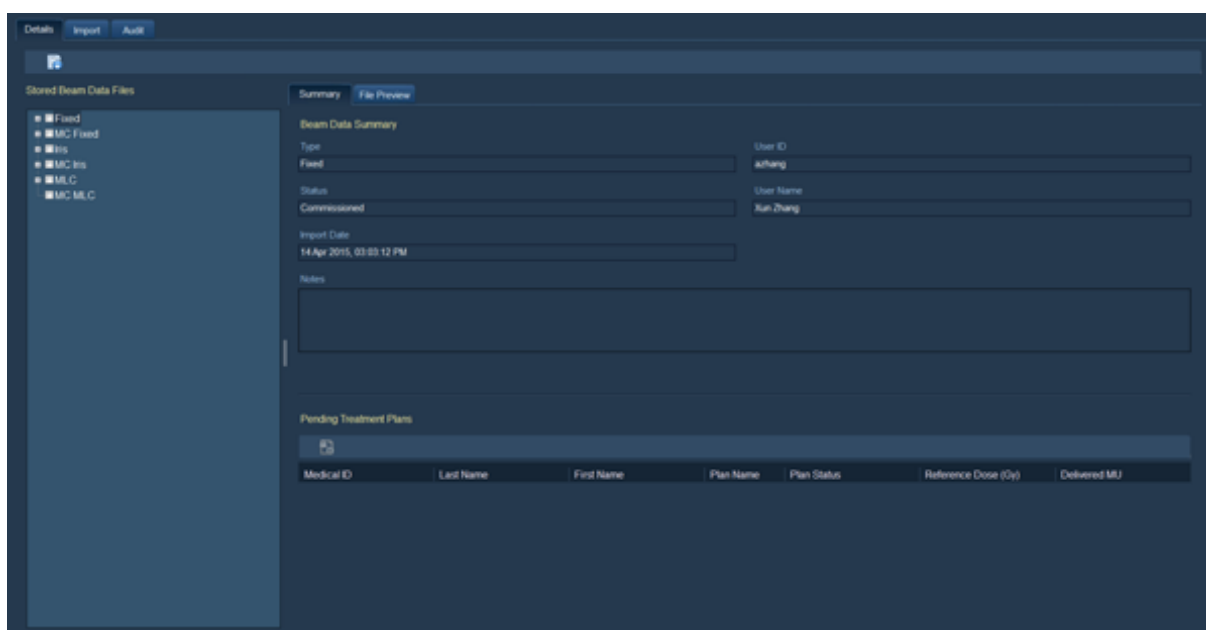 Details Import Audit
Stored Beam Data Files
Fixed
MC Fixed
Iris
MC Iris
MLC
MC MLC
Summary File Preview
Beam Data Summary
Type User ID
Fixed azhang
Status User Name
Commissioned Xun Zhang
Import Date
14 Apr 2015, 03:03:12 PM
Notes
Pending Treatment Plans
Medical ID Last Name First Name Plan Name Plan Status Reference Dose (Gy) Delivered MU